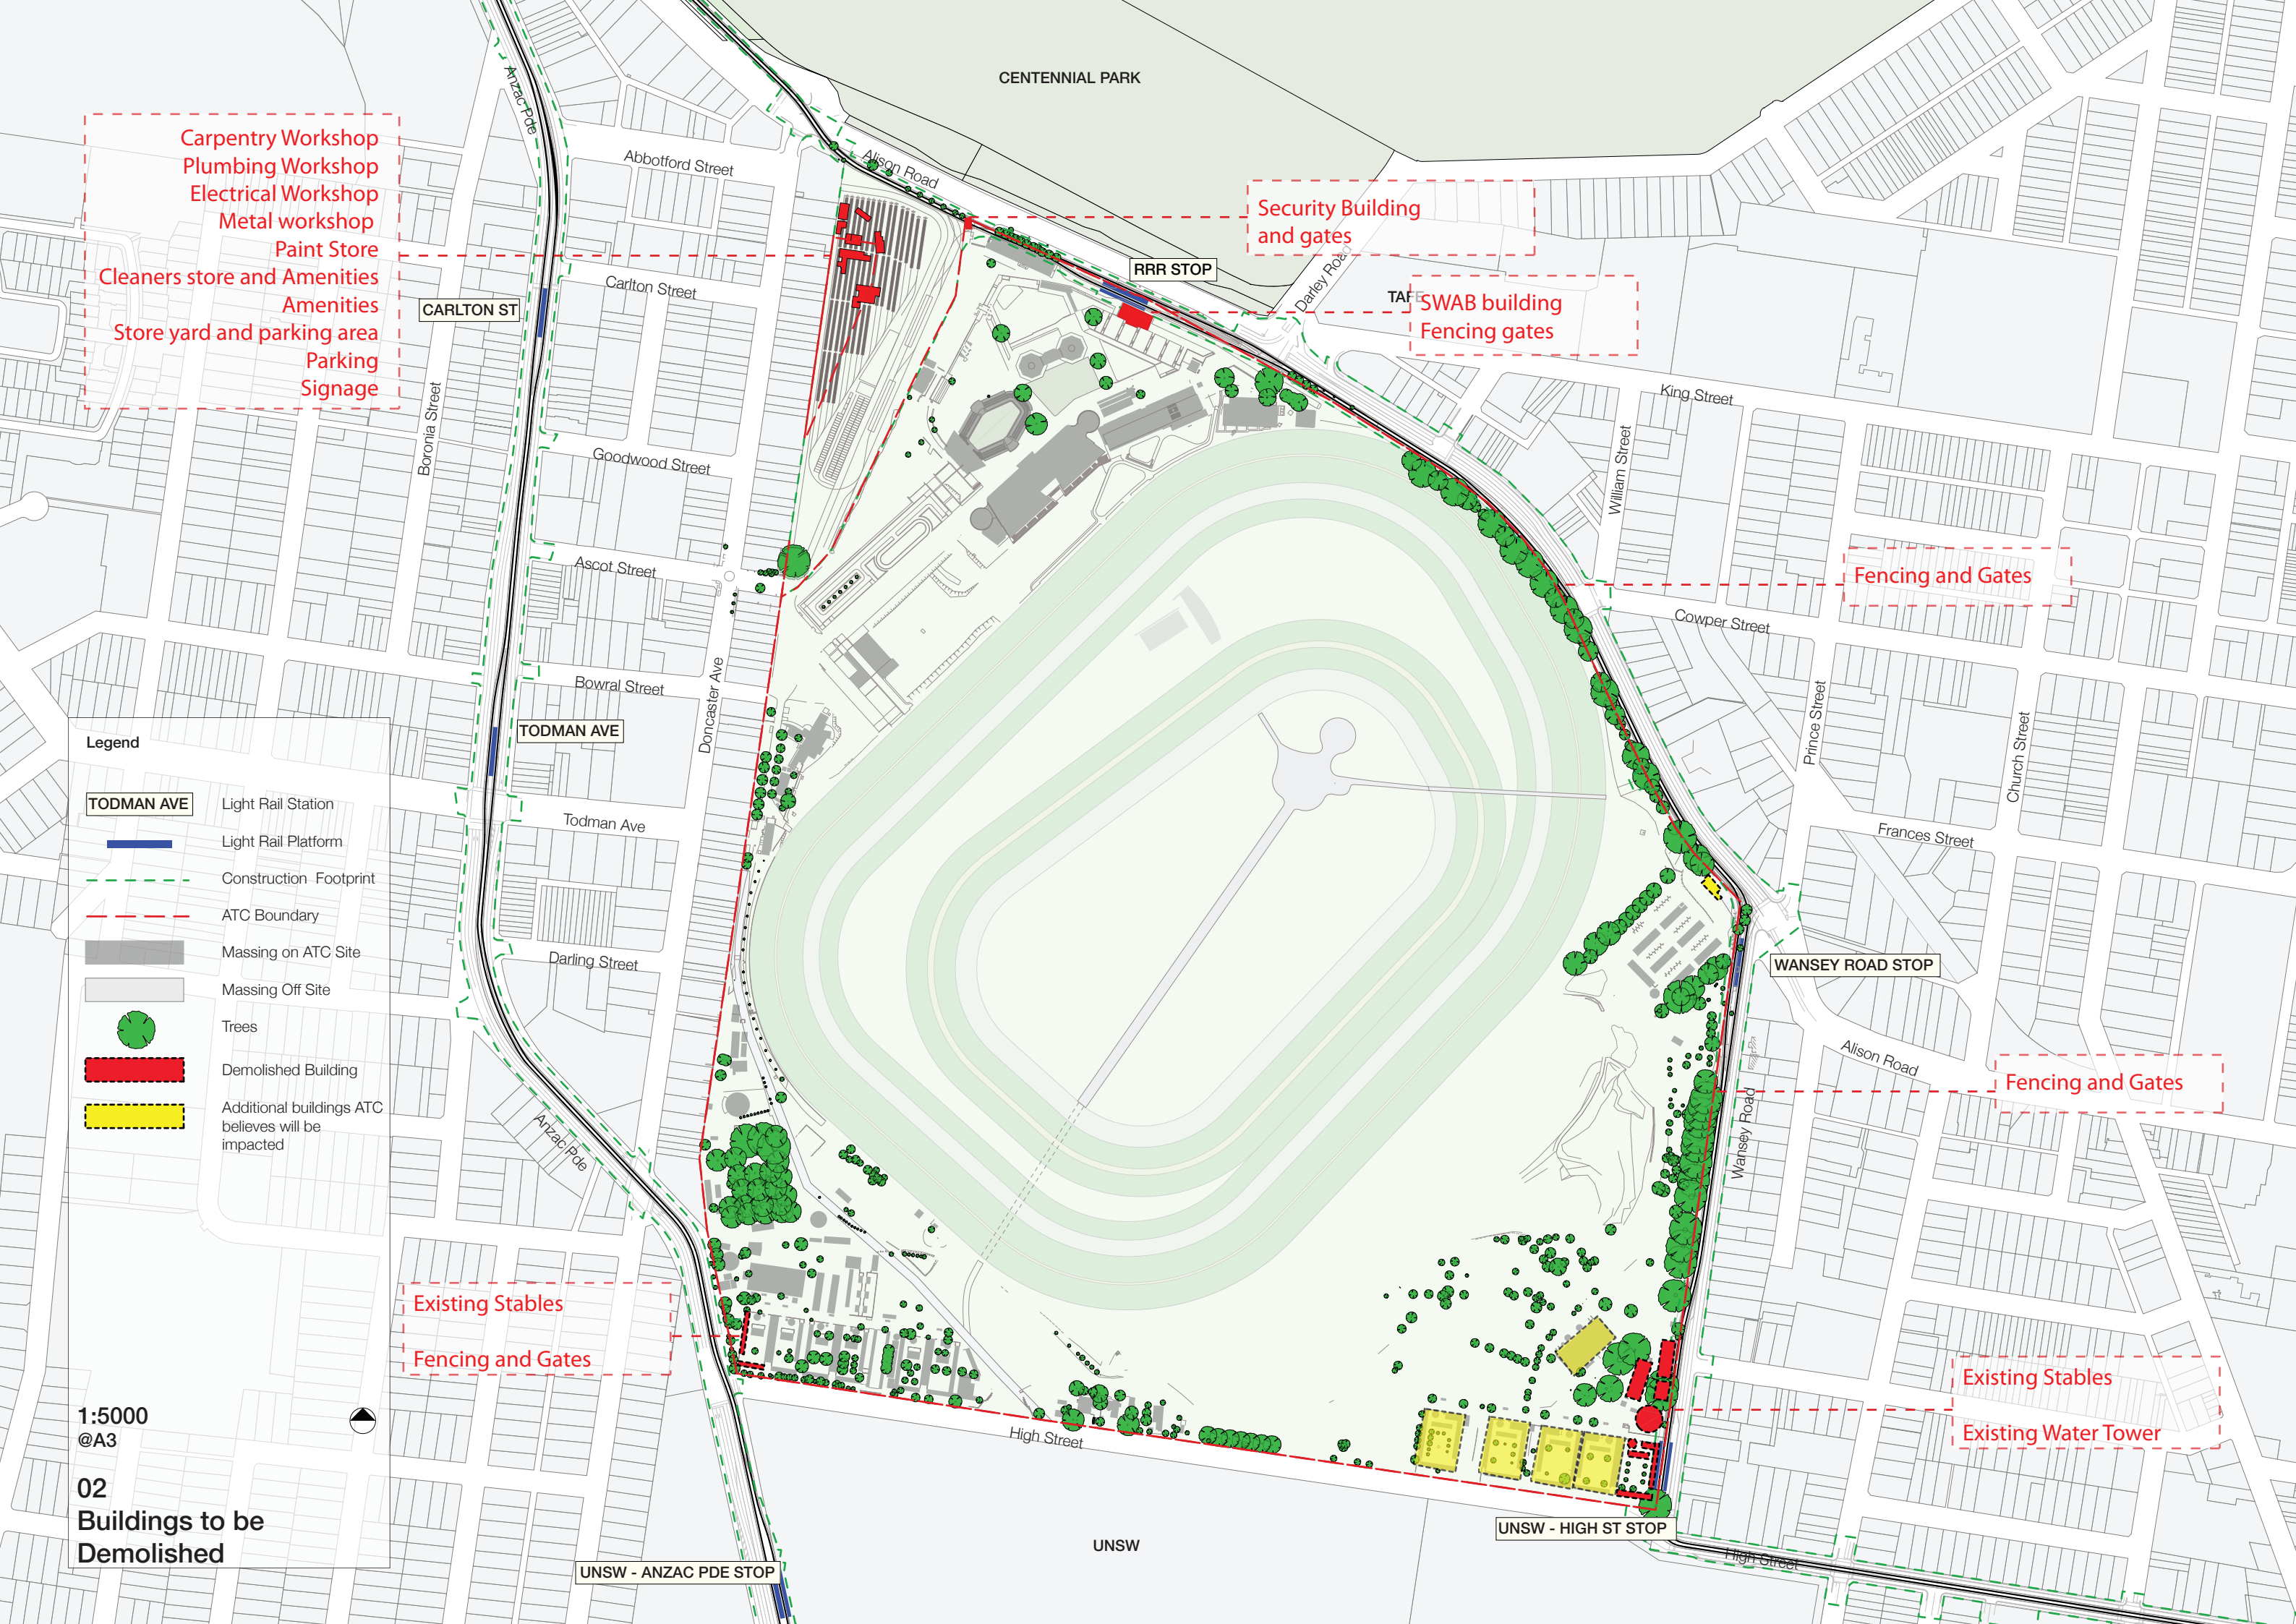 CENTENNIAL PARK
Anzac Pde
Abbotford Street
Alison Road
Carpentry Workshop
Plumbing Workshop
Electrical Workshop
Metal workshop
Paint Store
Cleaners store and Amenities
Amenities
Store yard and parking area
Parking
Signage
Security Building
and gates
RRR STOP
Darley Road
TAFE
SWAB building
Fencing gates
Carlton Street
CARLTON ST
Boronia Street
King Street
William Street
Goodwood Street
Ascot Street
Fencing and Gates
Cowper Street
Bowral Street
Doncaster Ave
Prince Street
Church Street
TODMAN AVE
Todman Ave
Frances Street
Darling Street
WANSEY ROAD STOP
Alison Road
Wansey Road
Fencing and Gates
Anzac Pde
Legend
TODMAN AVE
Light Rail Station
Light Rail Platform
Construction Footprint
ATC Boundary
Massing on ATC Site
Massing Off Site
Trees
Demolished Building
Additional buildings ATC
believes will be
impacted
Existing Stables
Fencing and Gates
Existing Stables
Existing Water Tower
1:5000
@A3
02
Buildings to be
Demolished
High Street
UNSW
UNSW - HIGH ST STOP
High Street
UNSW - ANZAC PDE STOP